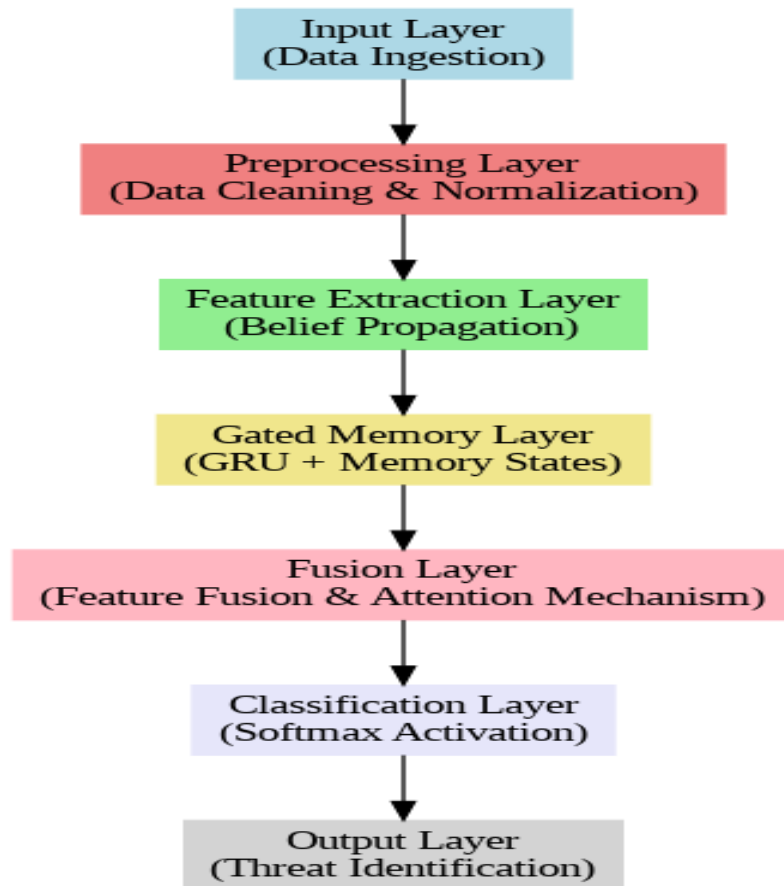 Input Layer
(Data Ingestion)
Preprocessing Layer
(Data Cleaning & Normalization)
Feature Extraction Layer
(Belief Propagation)
Gated Memory Layer
(GRU + Memory States)
Fusion Layer
(Feature Fusion & Attention Mechanism)
Classification Layer
(Softmax Activation)
Output Layer
(Threat Identification)